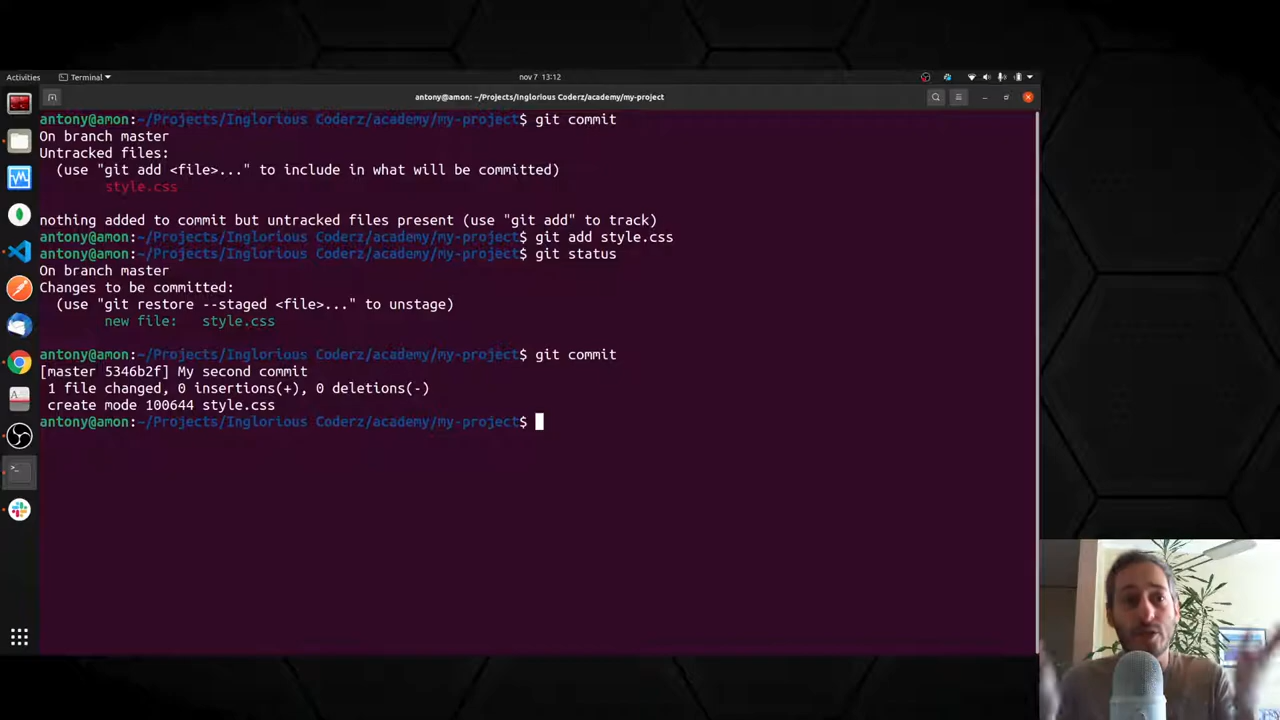 Activities
Terminal
nov 7 13:12
antony@amon: ~/Projects/Inglorious Coderz/academy/my-project
antony@amon:~/Projects/Inglorious Coderz/academy/my-project$ git commit
On branch master
Untracked files:
(use "git add <file>..." to include in what will be committed)
style.css
nothing added to commit but untracked files present (use "git add" to track)
antony@amon:~/Projects/Inglorious Coderz/academy/my-project$ git add style.css
antony@amon:~/Projects/Inglorious Coderz/academy/my-project$ git status
On branch master
Changes to be committed:
(use "git restore --staged <file>..." to unstage)
new file:   style.css
antony@amon:~/Projects/Inglorious Coderz/academy/my-project$ git commit
[master 5346b2f] My second commit
1 file changed, 0 insertions(+), 0 deletions(-)
create mode 100644 style.css
antony@amon:~/Projects/Inglorious Coderz/academy/my-project$